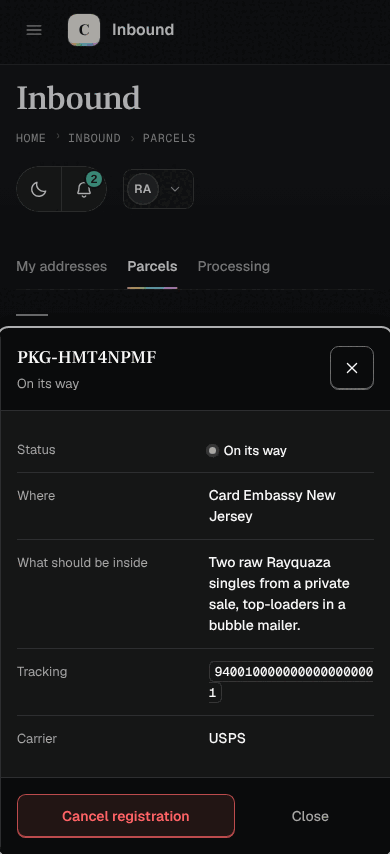 C Inbound
Inbound
HOME › INBOUND › PARCELS
2
RA
My addresses Parcels Processing
PKG-HMT4NPMF
On its way
Status On its way
Where Card Embassy New
Jersey
What should be inside Two raw Rayquaza
singles from a private
sale, top-loaders in a
bubble mailer.
Tracking 940010000000000000000
1
Carrier USPS
Cancel registration Close